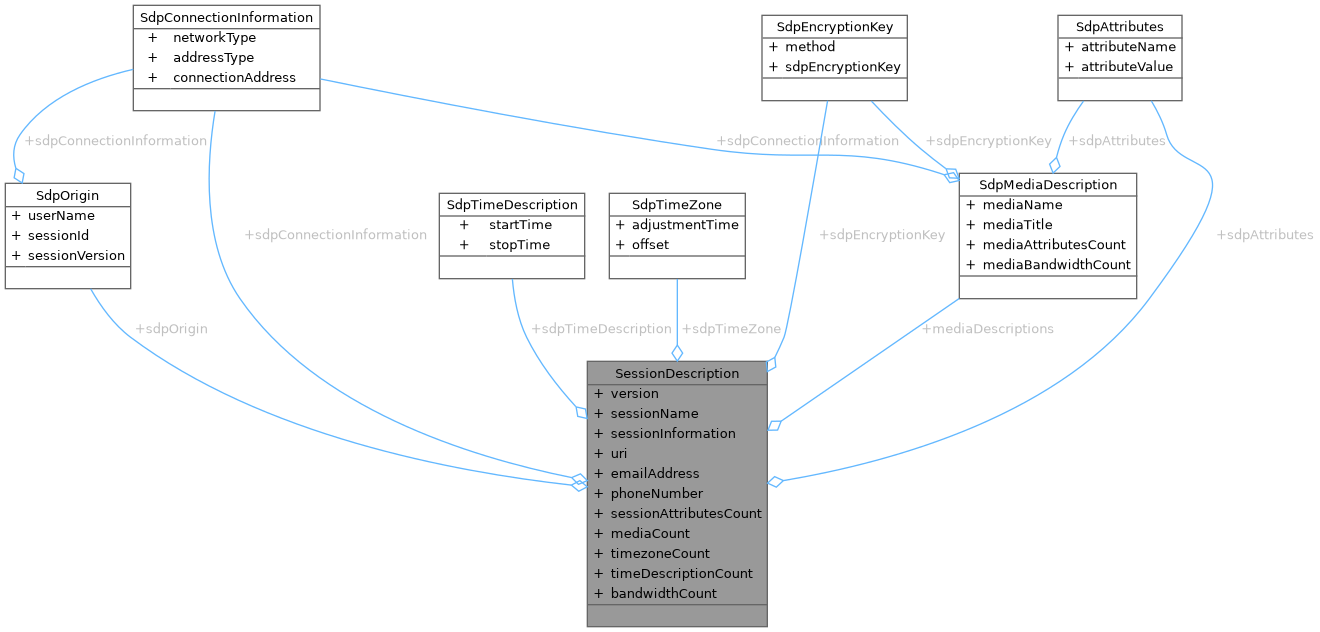 SdpConnectionInformation
+ networkType
+ addressType
+ connectionAddress
SdpEncryptionKey
+ method
+ sdpEncryptionKey
SdpAttributes
+ attributeName
+ attributeValue
+sdpConnectionInformation
+sdpConnectionInformation
+sdpEncryptionKey
+sdpAttributes
SdpOrigin
+ userName
+ sessionId
+ sessionVersion
SdpTimeDescription
+ startTime
+ stopTime
SdpTimeZone
+ adjustmentTime
+ offset
SdpMediaDescription
+ mediaName
+ mediaTitle
+ mediaAttributesCount
+ mediaBandwidthCount
+sdpConnectionInformation
+sdpEncryptionKey
+sdpAttributes
+sdpOrigin
+sdpTimeDescription
+sdpTimeZone
+mediaDescriptions
SessionDescription
+ version
+ sessionName
+ sessionInformation
+ uri
+ emailAddress
+ phoneNumber
+ sessionAttributesCount
+ mediaCount
+ timezoneCount
+ timeDescriptionCount
+ bandwidthCount